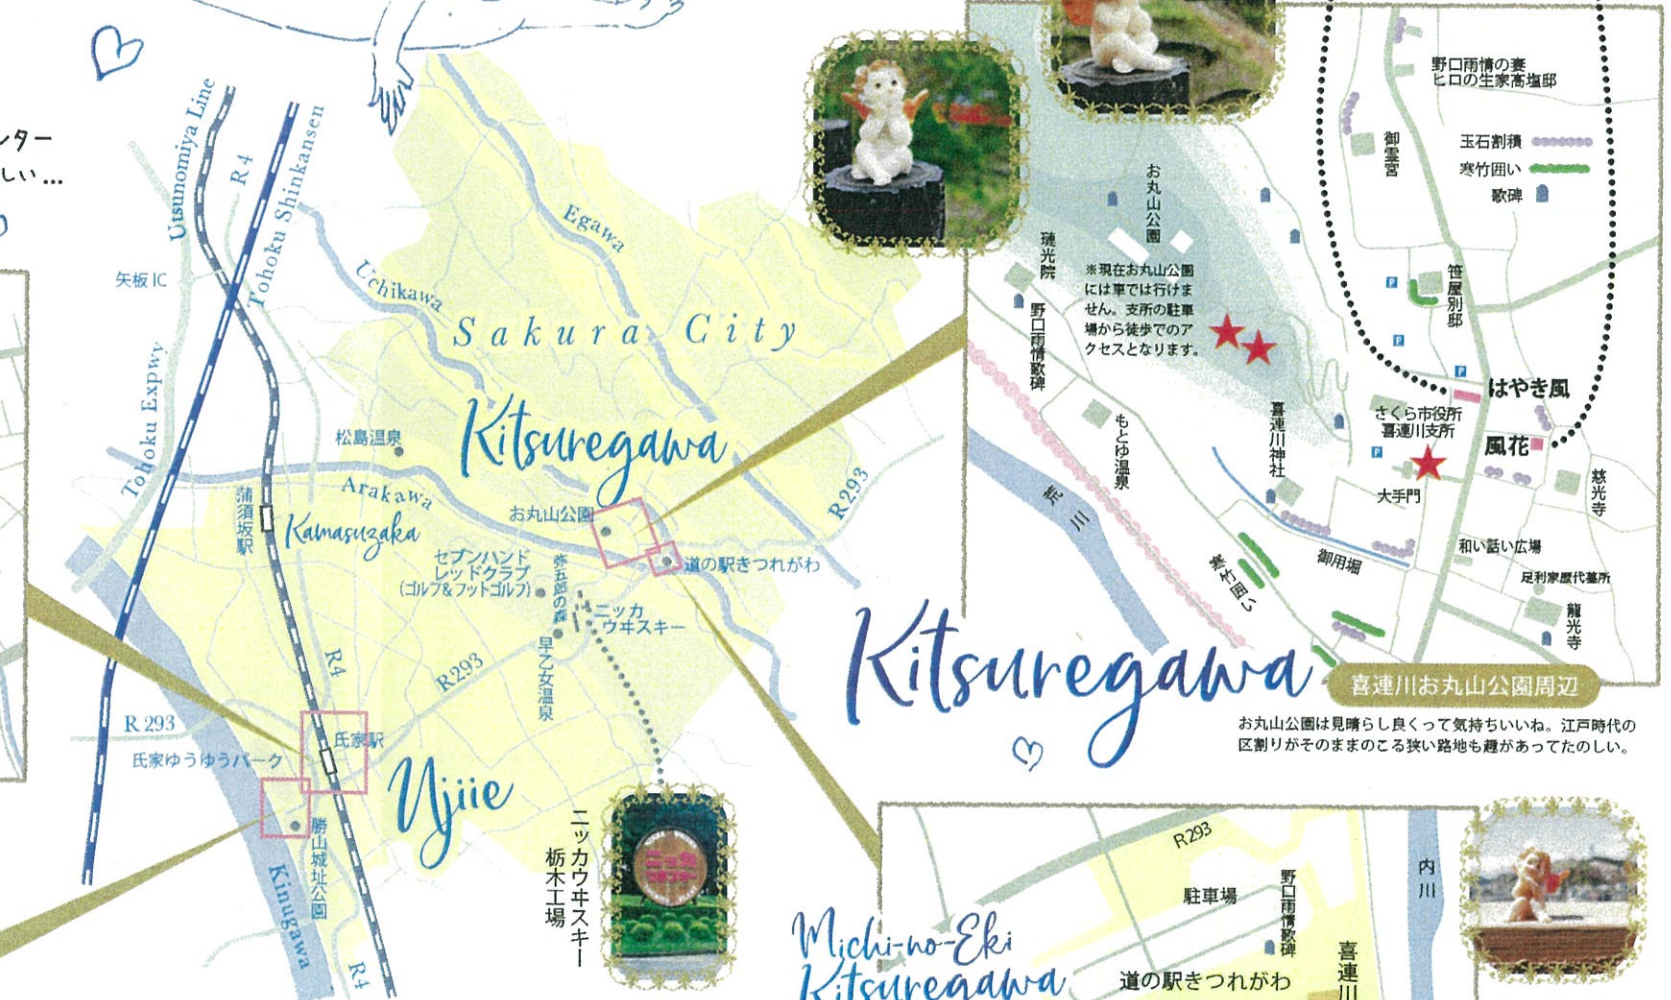 ンター
しい…
Utsunomiya Line
R 4
Tohoku Shinkansen
矢板 IC
Tohoku Expwy
Egawa
Uchikawa
Sakura City
Kitsuregawa
松島温泉
Arakawa
蒲須坂駅
Kamasuzaka
お丸山公園
セブンハンド
レッドクラブ
(ゴルフ&フットゴルフ)
弥五郎の森
ニッカ
ウヰスキー
早乙女温泉
道の駅きつれがわ
R 293
R293
R4
R 293
氏家駅
氏家ゆうゆうパーク
Ujiie
勝山城址公園
Kinugawa
R4
ニッカウヰスキー
栃木工場
野口雨情の妻
ヒロの生家高塩邸
玉石割積
寒竹囲い
歌碑
御霊宮
お丸山公園
※現在お丸山公園
には車では行けま
せん。支所の駐車
場から徒歩でのア
クセスとなります。
璉光院
野口雨情歌碑
もとゆ温泉
喜連川神社
荒川
寒竹囲い
御用堀
笹屋別邸
P
P
P
P
はやき風
さくら市役所
喜連川支所
風花
大手門
慈光寺
和い話い広場
足利家歴代墓所
龍光寺
Kitsuregawa
喜連川お丸山公園周辺
お丸山公園は見晴らし良くって気持ちいいね。江戸時代の
区割りがそのままのこる狭い路地も趣があってたのしい。
R293
駐車場
野口雨情歌碑
内川
喜連川
道の駅きつれがわ
Michi-no-Eki
Kitsuregawa